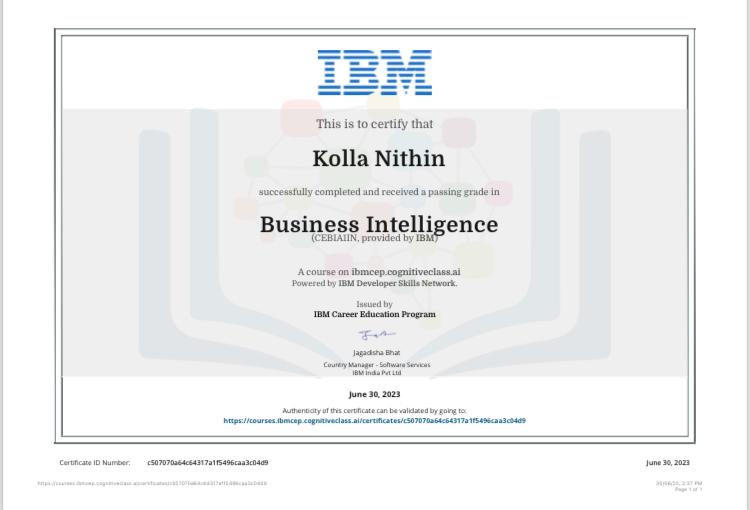 IBM
This is to certify that
Kolla Nithin
successfully completed and received a passing grade in
Business Intelligence
(CEBIAIIN, provided by IBM)
A course on ibmcep.cognitiveclass.ai
Powered by IBM Developer Skills Network.
Issued by
IBM Career Education Program
Jagadisha Bhat
Country Manager - Software Services
IBM India Pvt Ltd
June 30, 2023
Authenticity of this certificate can be validated by going to:
https://courses.ibmcep.cognitiveclass.ai/certificates/c507070a64c64317a1f5496caa3c04d9
Certificate ID Number: c507070a64c64317a1f5496caa3c04d9 June 30, 2023
https://courses.ibmcep.cognitiveclass.ai/certificates/c507070a64c64317a1f5496caa3c04d9 30/06/23, 2:37 PM
Page 1 of 1